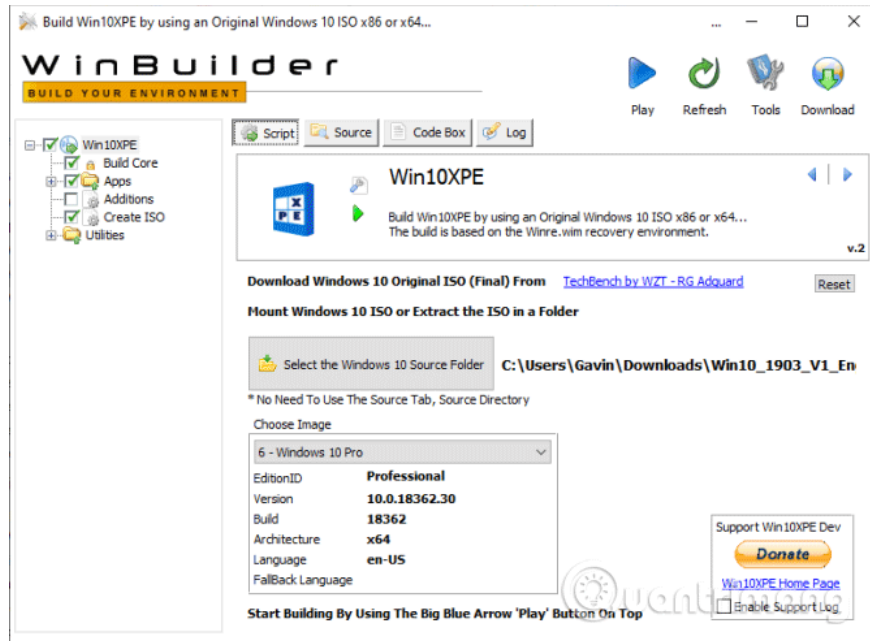 Build Win10XPE by using an Original Windows 10 ISO x86 or x64...
...
WinBuilder
BUILD YOUR ENVIRONMENT
Play
Refresh
Tools
Download
Win10XPE
Build Core
Apps
Additions
Create ISO
Utilities
Script
Source
Code Box
Log
Win10XPE
XPE
Build Win10XPE by using an Original Windows 10 ISO x86 or x64...
The build is based on the Winre.wim recovery environment.
v.2
Download Windows 10 Original ISO (Final) From TechBench by WZT - RG Adguard
Reset
Mount Windows 10 ISO or Extract the ISO in a Folder
Select the Windows 10 Source Folder C:\Users\Gavin\Downloads\Win10_1903_V1_En
* No Need To Use The Source Tab, Source Directory
Choose Image
6 - Windows 10 Pro
EditionID Professional
Version 10.0.18362.30
Build 18362
Architecture x64
Language en-US
FallBack Language
Support Win10XPE Dev
Donate
Win10XPE Home Page
Enable Support Log
Start Building By Using The Big Blue Arrow 'Play' Button On Top
Quantrimang